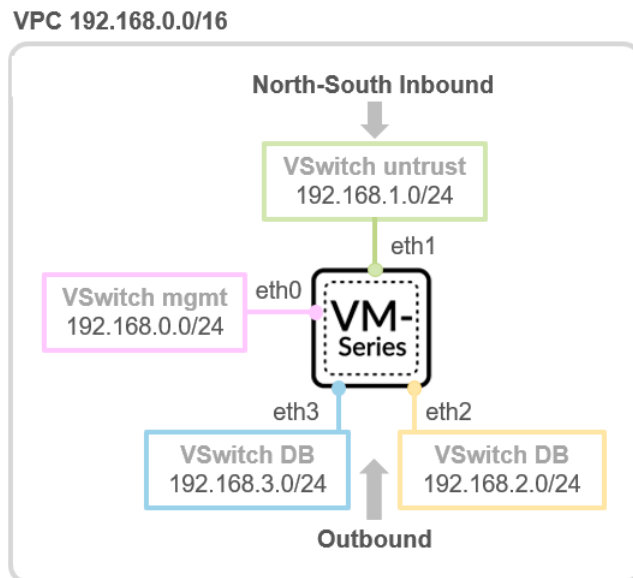 VPC 192.168.0.0/16
North-South Inbound
VSwitch untrust
192.168.1.0/24
eth1
VSwitch mgmt
192.168.0.0/24
eth0
VM-
Series
eth3
eth2
VSwitch DB
192.168.3.0/24
VSwitch DB
192.168.2.0/24
Outbound